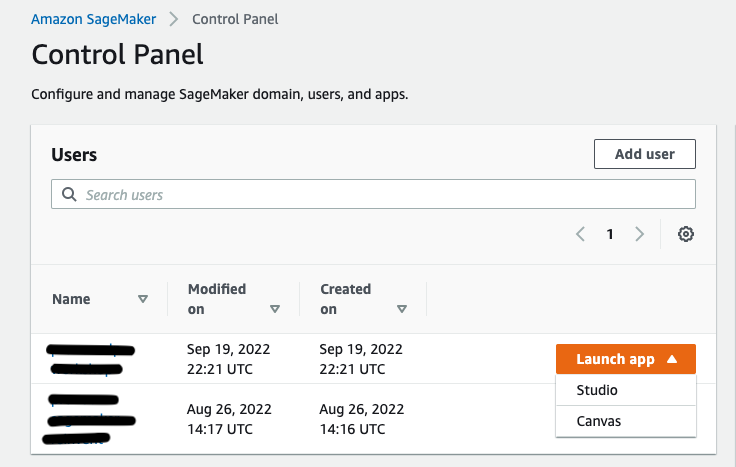 Amazon SageMaker > Control Panel
Control Panel
Configure and manage SageMaker domain, users, and apps.
Users
Add user
Search users
1
Name
Modified on
Created on
Sep 19, 2022 22:21 UTC
Sep 19, 2022 22:21 UTC
Launch app
Studio
Canvas
Aug 26, 2022 14:17 UTC
Aug 26, 2022 14:16 UTC